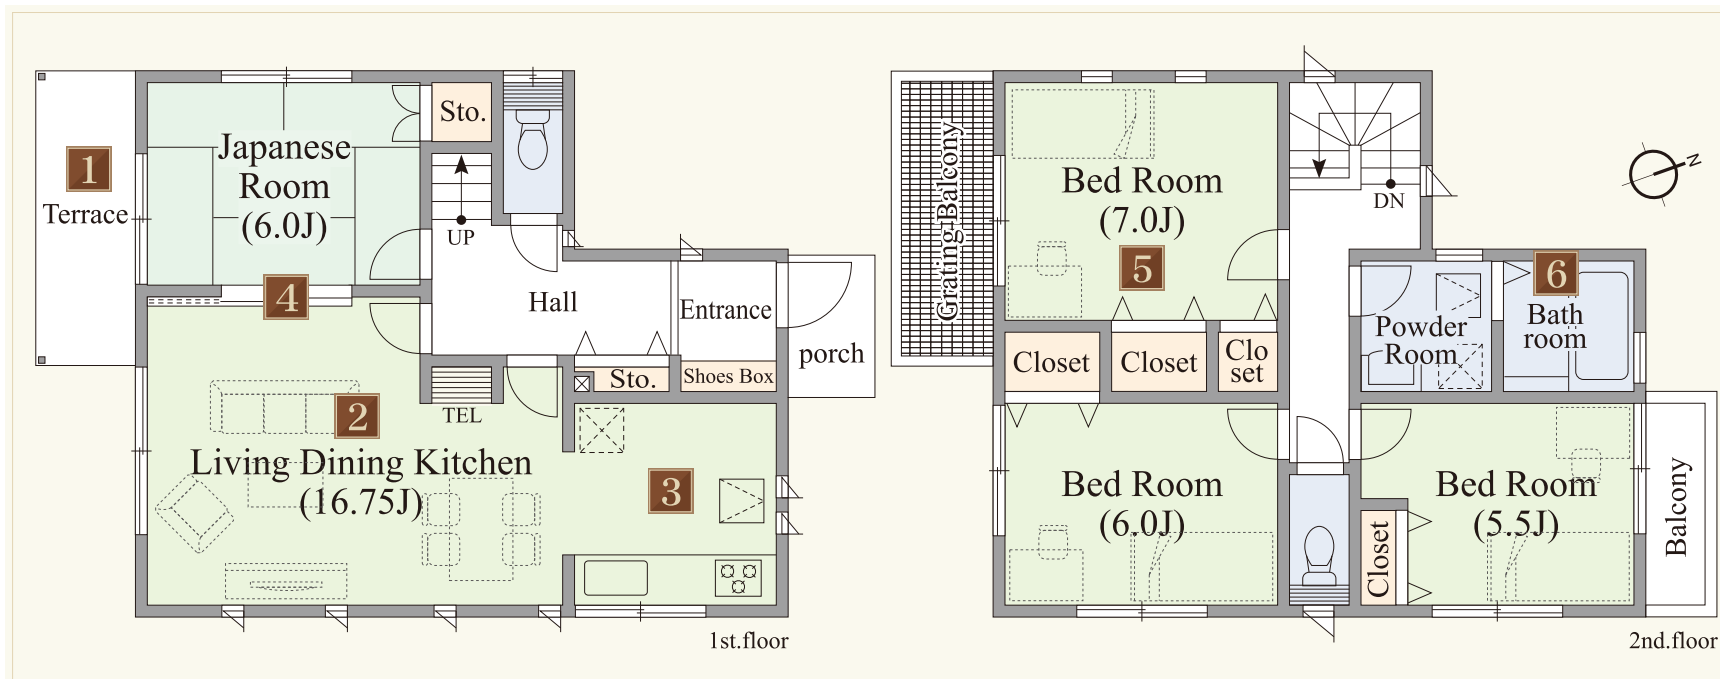 Sto.
1
Terrace
Japanese
Room
(6.0J)
UP
4
Hall
Entrance
porch
Sto.
Shoes Box
TEL
2
Living Dining Kitchen
(16.75J)
3
1st.floor
Grating Balcony
Bed Room
(7.0J)
5
DN
N
6
Powder
Room
Bath
room
Closet
Closet
Clo
set
Bed Room
(6.0J)
Closet
Bed Room
(5.5J)
Balcony
2nd.floor